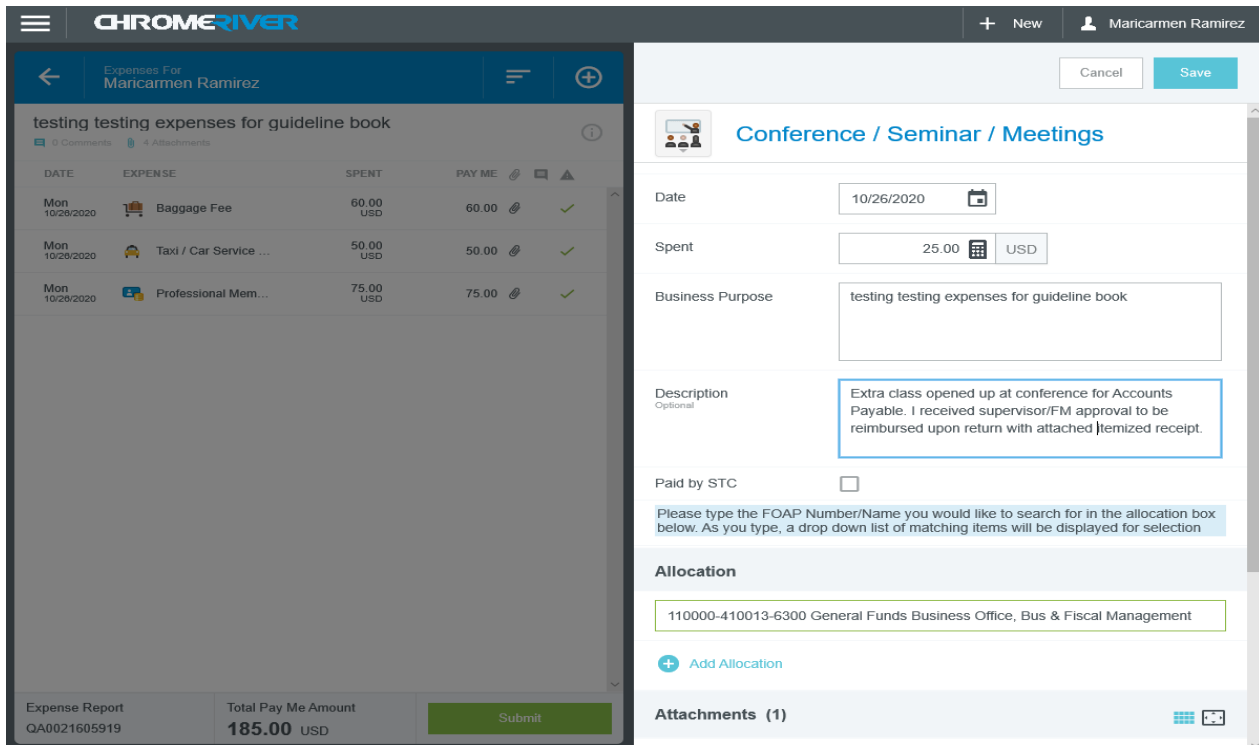 CHROMERIVER
New
Maricarmen Ramirez
Expenses For
Maricarmen Ramirez
testing testing expenses for guideline book
0 Comments 4 Attachments
DATE EXPENSE SPENT PAY ME
Mon
10/26/2020
Baggage Fee
60.00
USD
60.00
Mon
10/26/2020
Taxi / Car Service ...
50.00
USD
50.00
Mon
10/26/2020
Professional Mem...
75.00
USD
75.00
Expense Report
QA0021605919
Total Pay Me Amount
185.00 USD
Submit
Cancel
Save
Conference / Seminar / Meetings
Date
10/26/2020
Spent
25.00 USD
Business Purpose
testing testing expenses for guideline book
Description
Optional
Extra class opened up at conference for Accounts
Payable. I received supervisor/FM approval to be
reimbursed upon return with attached itemized receipt.
Paid by STC
Please type the FOAP Number/Name you would like to search for in the allocation box
below. As you type, a drop down list of matching items will be displayed for selection
Allocation
110000-410013-6300 General Funds Business Office, Bus & Fiscal Management
Add Allocation
Attachments (1)